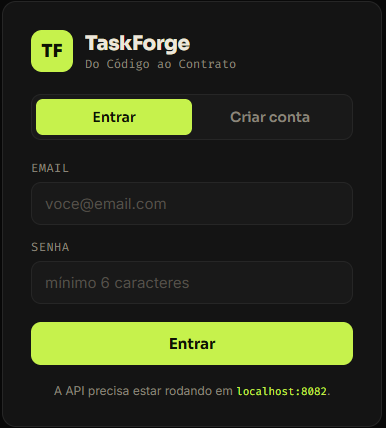 TF
TaskForge
Do Código ao Contrato
Entrar
Criar conta
EMAIL
voce@email.com
SENHA
mínimo 6 caracteres
Entrar
A API precisa estar rodando em localhost:8082.